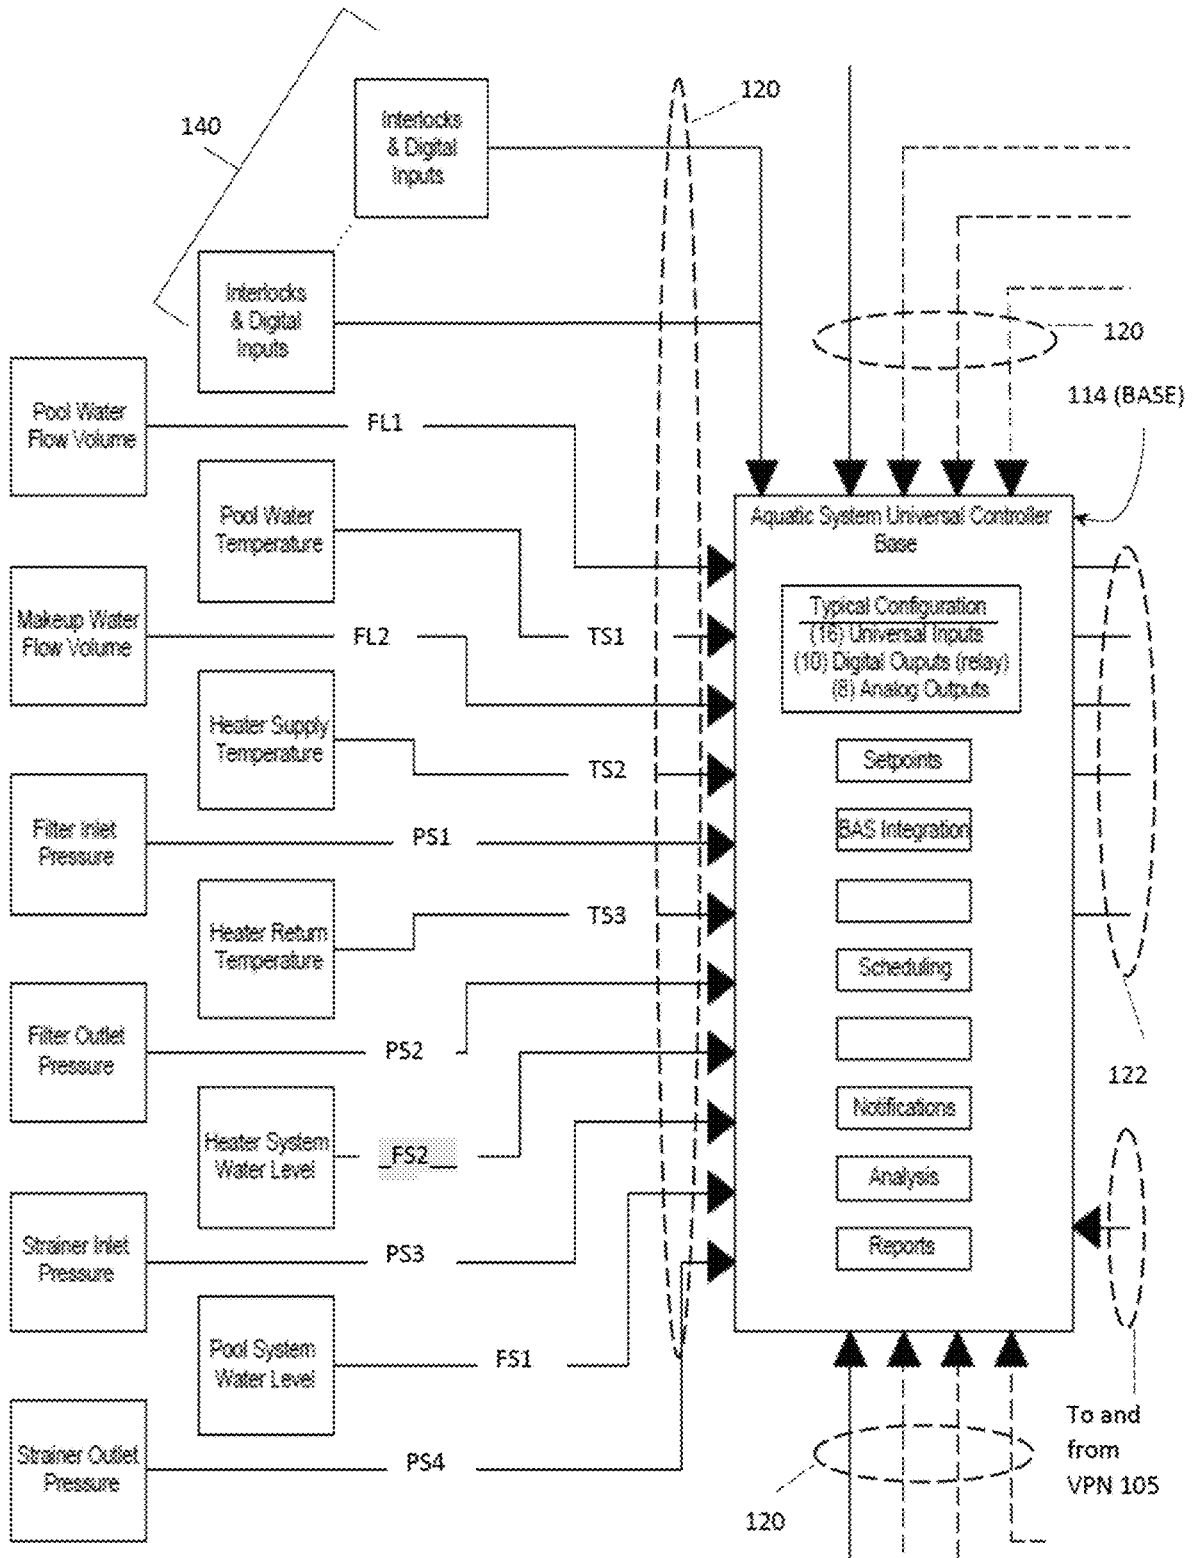 120
140
Interlocks
& Digital
Inputs
Interlocks
& Digital
Inputs
120
114 (BASE)
Pool Water
Flow Volume
FL1
Pool Water
Temperature
Aquatic System Universal Controller
Base
Typical Configuration
(16) Universal Inputs
(10) Digital Ouputs (relay)
(8) Analog Outputs
Makeup Water
Flow Volume
FL2
TS1
Heater Supply
Temperature
TS2
Setpoints
Filter Inlet
Pressure
PS1
BAS Integration
Heater Return
Temperature
TS3
Scheduling
Filter Outlet
Pressure
PS2
122
Heater System
Water Level
FS2
Notifications
Analysis
Strainer Inlet
Pressure
PS3
Reports
Pool System
Water Level
FS1
To and
from
VPN 105
Strainer Outlet
Pressure
PS4
120